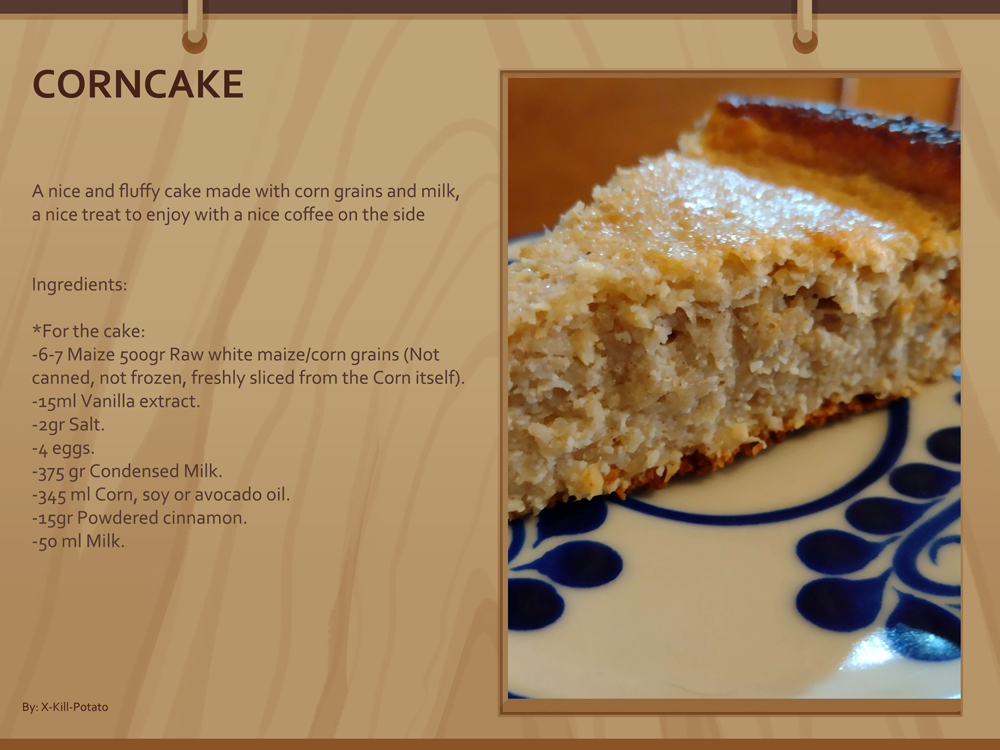 CORNCAKE
A nice and fluffy cake made with corn grains and milk,
a nice treat to enjoy with a nice coffee on the side
Ingredients:
*For the cake:
-6-7 Maize 500gr Raw white maize/corn grains (Not
canned, not frozen, freshly sliced from the Corn itself).
-15ml Vanilla extract.
-2gr Salt.
-4 eggs.
-375 gr Condensed Milk.
-345 ml Corn, soy or avocado oil.
-15gr Powdered cinnamon.
-50 ml Milk.
By: X-Kill-Potato